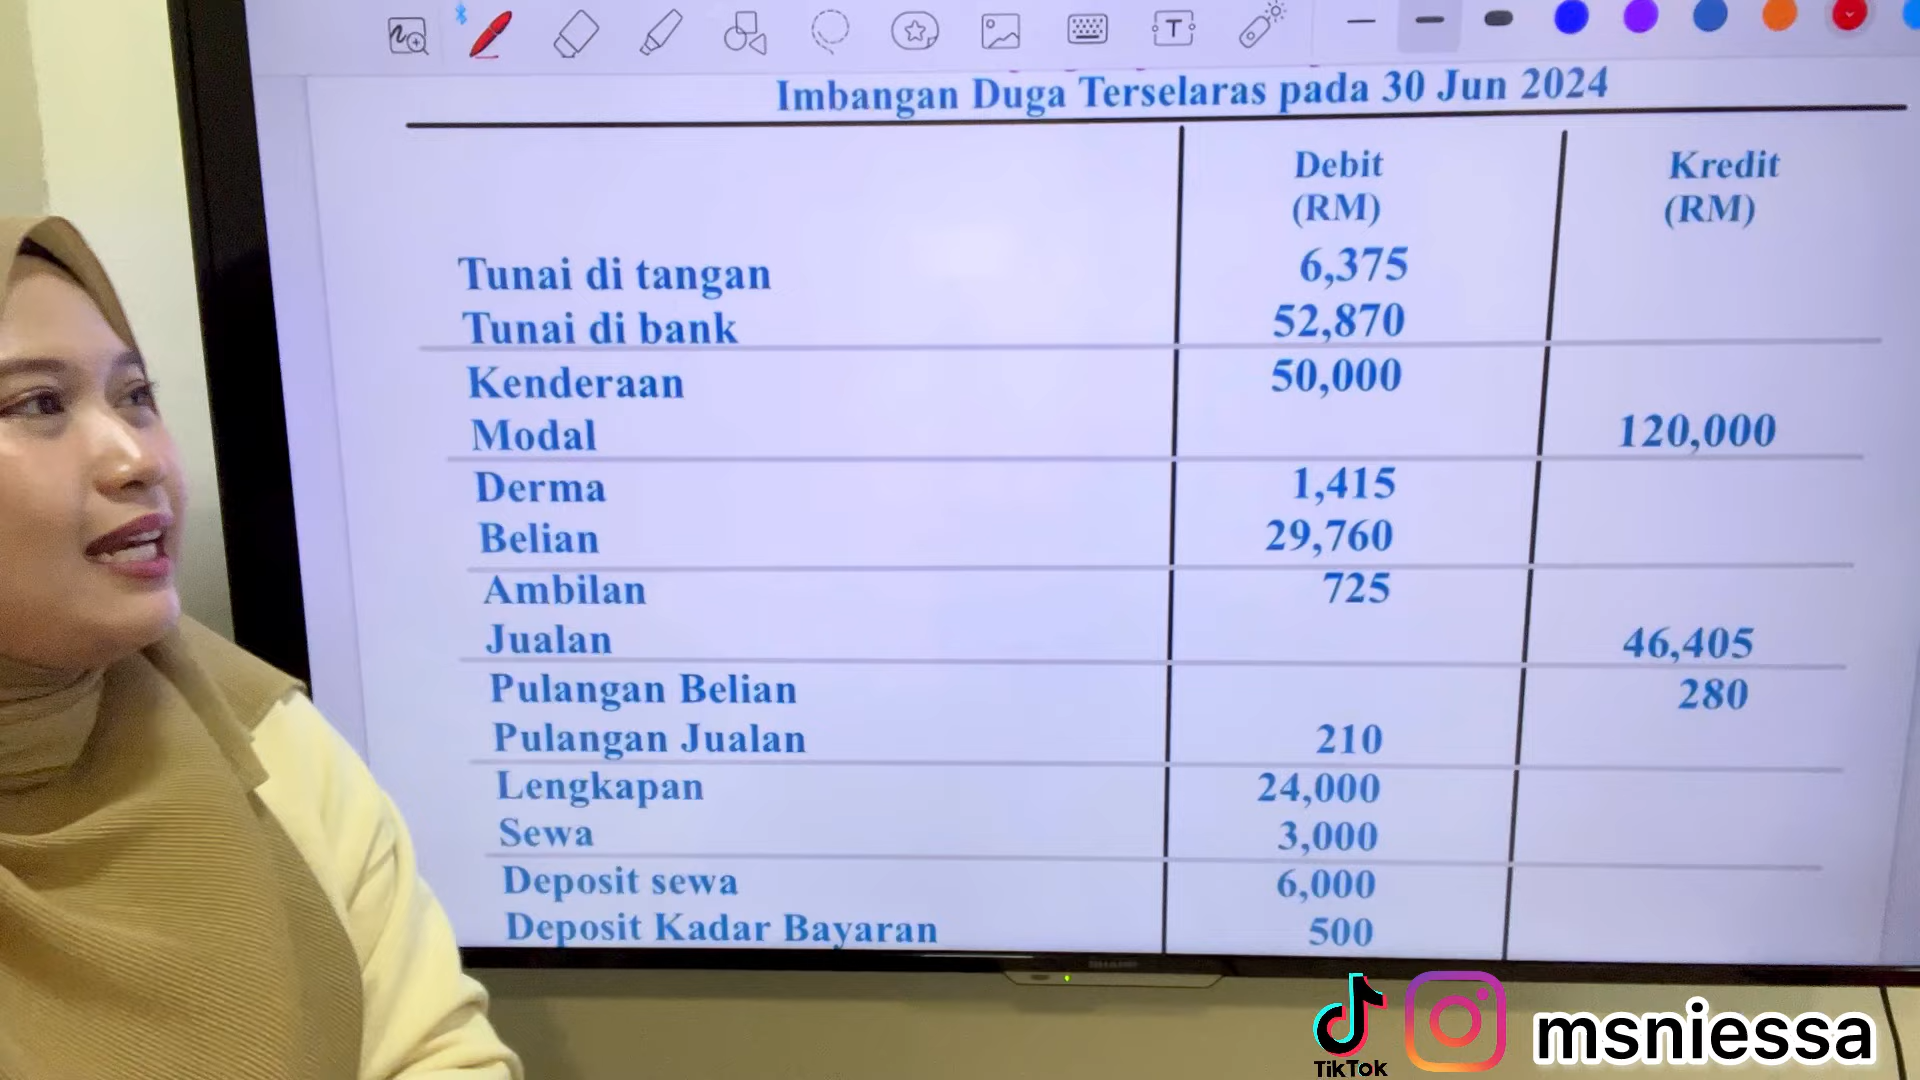 Imbangan Duga Terselaras pada 30 Jun 2024
Debit (RM) Kredit (RM)
Tunai di tangan 6,375
Tunai di bank 52,870
Kenderaan 50,000
Modal 120,000
Derma 1,415
Belian 29,760
Ambilan 725
Jualan 46,405
Pulangan Belian 280
Pulangan Jualan 210
Lengkapan 24,000
Sewa 3,000
Deposit sewa 6,000
Deposit Kadar Bayaran 500
SHARP
TikTok
msniessa
T